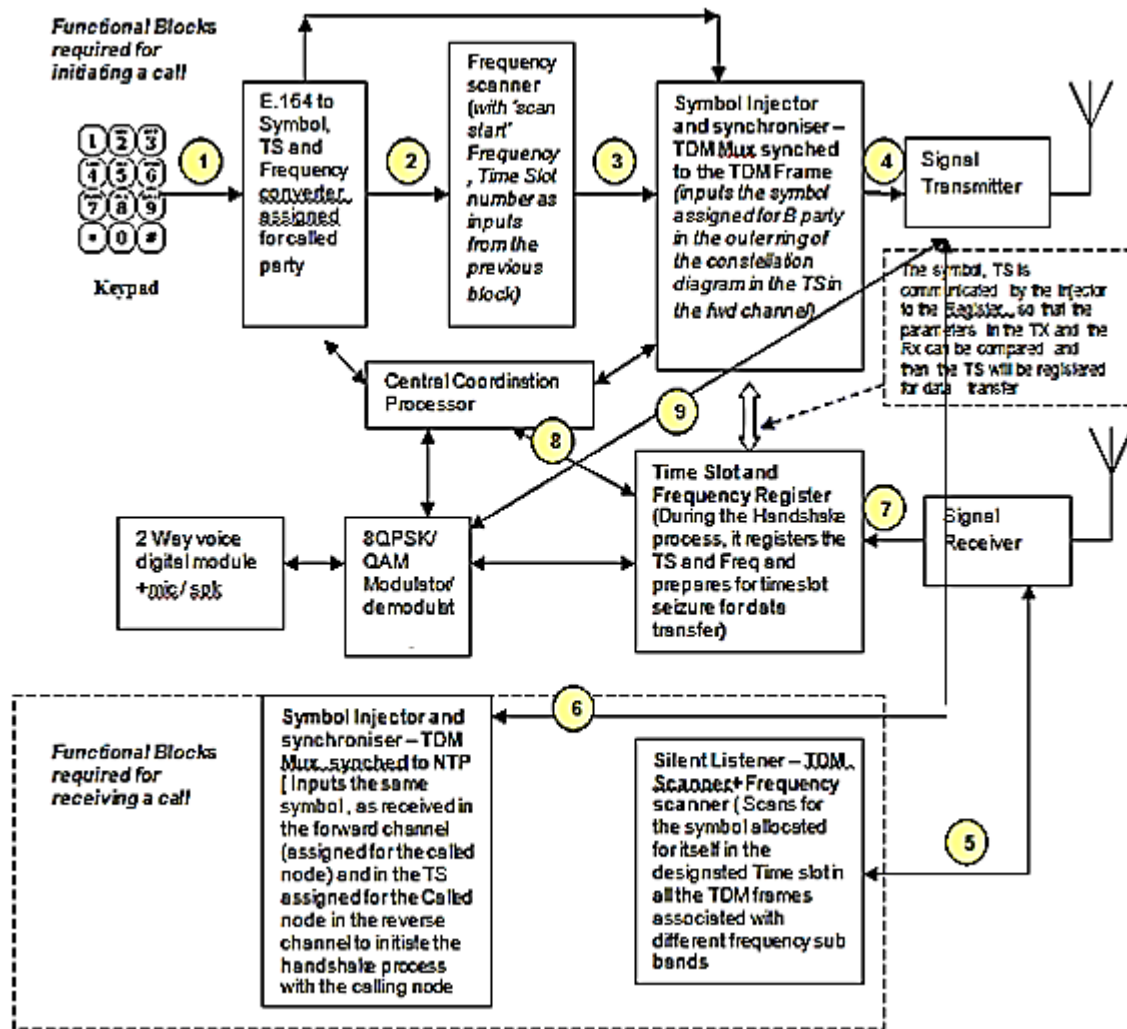 Functional Blocks
required for
initiating a call
1 2 3
4 5 6
7 8 9
* 0 #
Keypad
1
E.164 to
Symbol,
TS and
Frequency
converter
assigned
for called
party
2
Frequency
scanner
(with 'scan
start'
Frequency
, Time Slot
number as
inputs
from the
previous
block)
3
Symbol Injector
and synchroniser –
TDM Mux synched
to the TDM Frame
(inputs the symbol
assigned for B party
in the outer ring of
the constellation
diagram in the TS in
the fwd channel)
4
Signal
Transmitter
The symbol, TS is
communicated by the Injector
to the Register, so that the
parameters in the TX and the
Rx can be compared and
then the TS will be registered
for data transfer
Central Coordination
Processor
8
9
2 Way voice
digital module
+mic/ spk
8QPSK/
QAM
Modulator/
demodulat
Time Slot and
Frequency Register
(During the Handshake
process, it registers the
TS and Freq and
prepares for timeslot
seizure for data
transfer)
7
Signal
Receiver
Functional Blocks
required for
receiving a call
Symbol Injector and
synchroniser – TDM
Mux synched to NTP
[ Inputs the same
symbol, as received in
the forward channel
(assigned for the called
node) and in the TS
assigned for the Called
node in the reverse
channel to initiate the
handshake process
with the calling node
6
Silent Listener – TDM
Scanner+Frequency
scanner ( Scans for
the symbol allocated
for itself in the
designated Time slot in
all the TDM frames
associated with
different frequency sub
bands
5